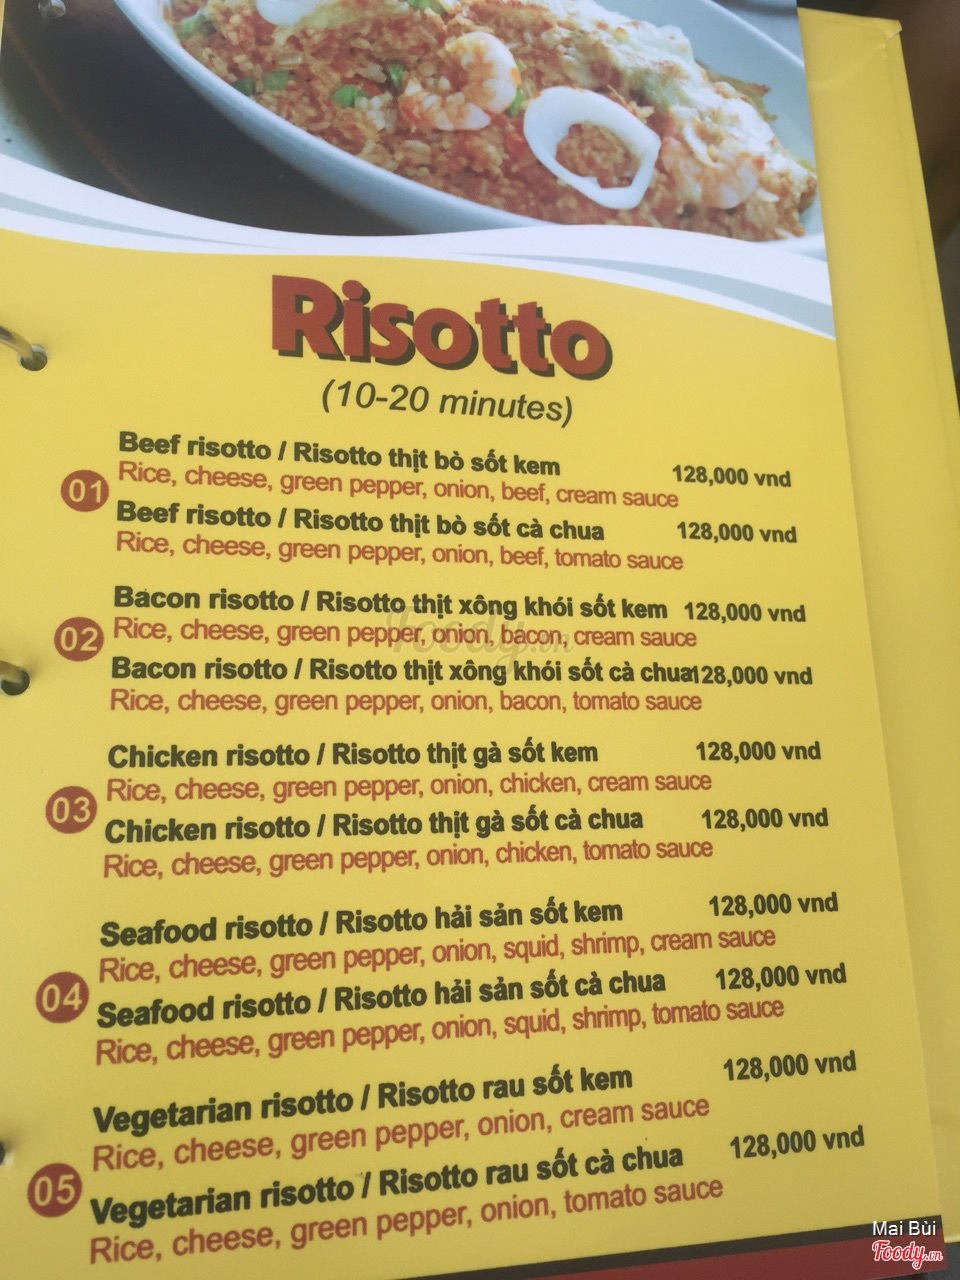 Risotto
(10-20 minutes)
01
Beef risotto / Risotto thịt bò sốt kem 128,000 vnd
Rice, cheese, green pepper, onion, beef, cream sauce
Beef risotto / Risotto thịt bò sốt cà chua 128,000 vnd
Rice, cheese, green pepper, onion, beef, tomato sauce
02
Bacon risotto / Risotto thịt xông khói sốt kem 128,000 vnd
Rice, cheese, green pepper, onion, bacon, cream sauce
Bacon risotto / Risotto thịt xông khói sốt cà chua 128,000 vnd
Rice, cheese, green pepper, onion, bacon, tomato sauce
03
Chicken risotto / Risotto thịt gà sốt kem 128,000 vnd
Rice, cheese, green pepper, onion, chicken, cream sauce
Chicken risotto / Risotto thịt gà sốt cà chua 128,000 vnd
Rice, cheese, green pepper, onion, chicken, tomato sauce
04
Seafood risotto / Risotto hải sản sốt kem 128,000 vnd
Rice, cheese, green pepper, onion, squid, shrimp, cream sauce
Seafood risotto / Risotto hải sản sốt cà chua 128,000 vnd
Rice, cheese, green pepper, onion, squid, shrimp, tomato sauce
05
Vegetarian risotto / Risotto rau sốt kem 128,000 vnd
Rice, cheese, green pepper, onion, cream sauce
Vegetarian risotto / Risotto rau sốt cà chua 128,000 vnd
Rice, cheese, green pepper, onion, tomato sauce
Foody.vn
Mai Bùi
Foody.vn